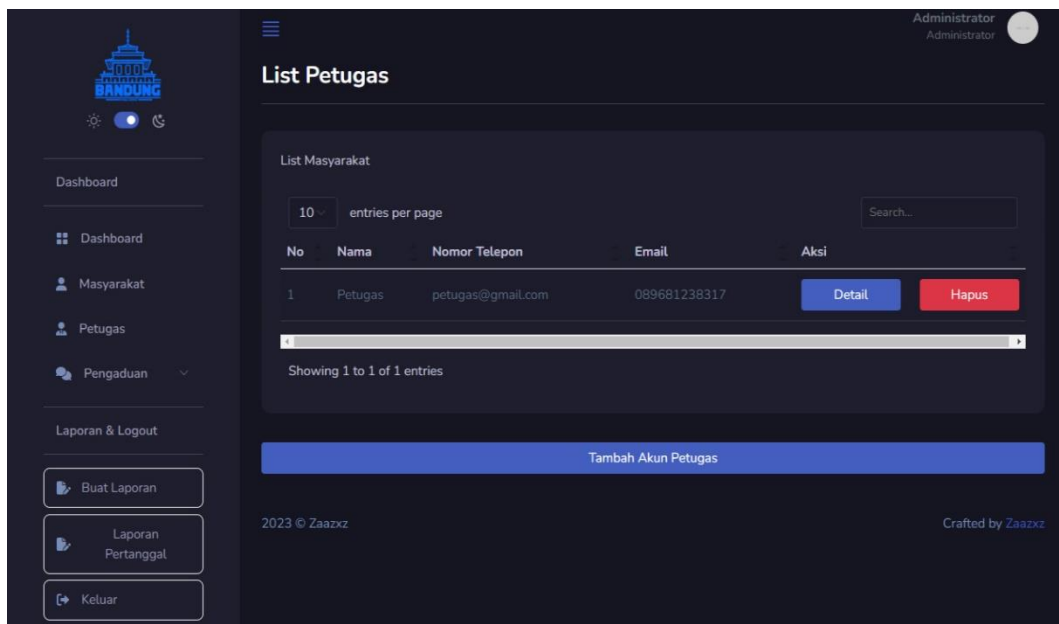 BANDUNG
Dashboard
Dashboard
Masyarakat
Petugas
Pengaduan
Laporan & Logout
Buat Laporan
Laporan
Pertanggal
Keluar
Administrator
Administrator
List Petugas
List Masyarakat
10 entries per page
Search...
No Nama Nomor Telepon Email Aksi
1 Petugas petugas@gmail.com 089681238317 Detail Hapus
Showing 1 to 1 of 1 entries
Tambah Akun Petugas
2023 © Zaazxz
Crafted by Zaazxz